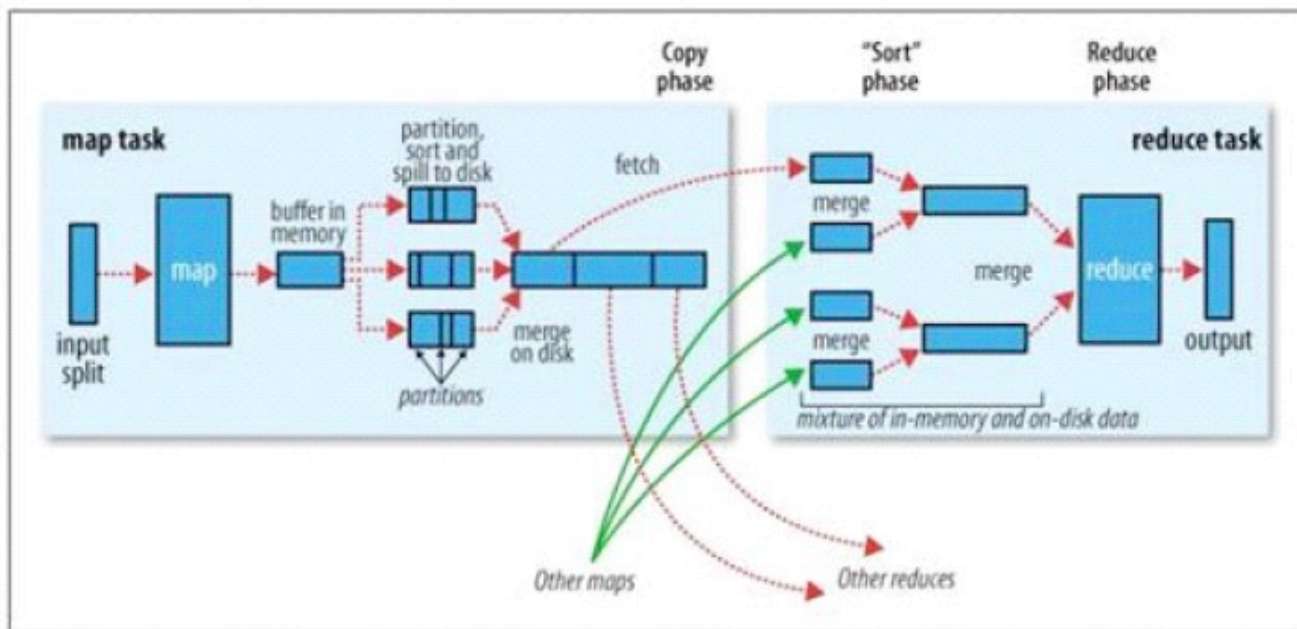 Copy
phase
"Sort"
phase
Reduce
phase
map task
partition,
sort and
spill to disk
fetch
reduce task
buffer in
memory
merge
map
merge
reduce
input
split
merge
on disk
merge
output
partitions
mixture of in-memory and on-disk data
Other maps
Other reduces